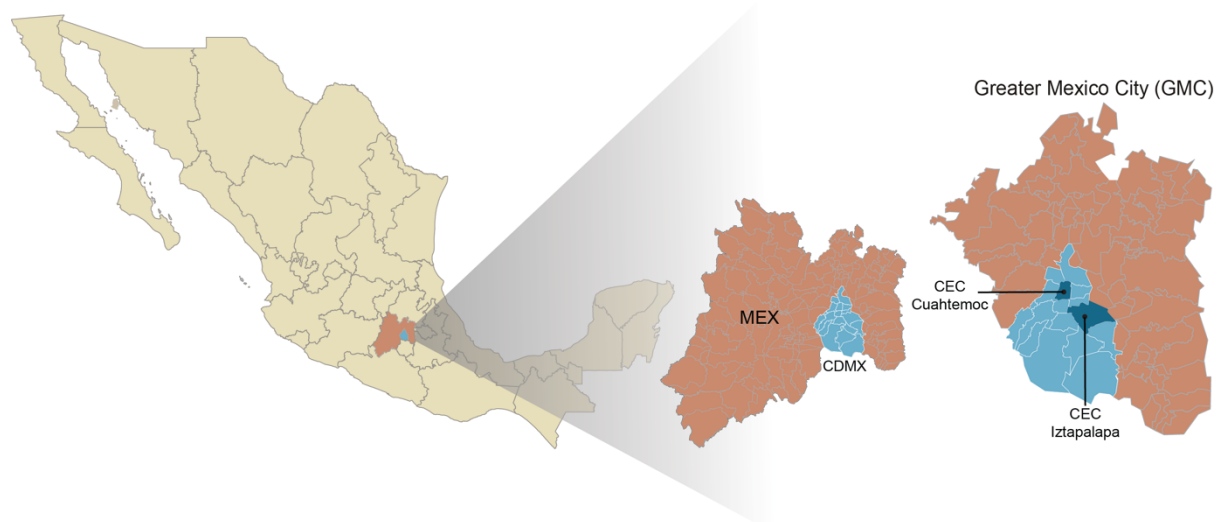 Greater Mexico City (GMC)
CEC
Cuahtemoc
MEX
CDMX
CEC
Iztapalapa